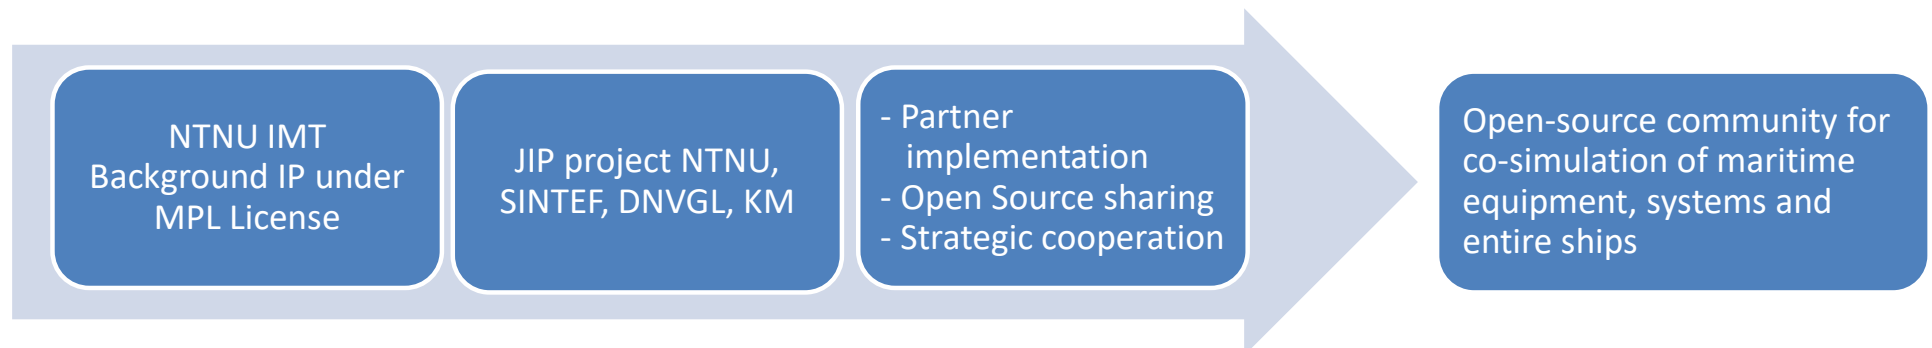 NTNU IMT
Background IP under
MPL License
JIP project NTNU,
SINTEF, DNVGL, KM
- Partner
implementation
- Open Source sharing
- Strategic cooperation
Open-source community for
co-simulation of maritime
equipment, systems and
entire ships